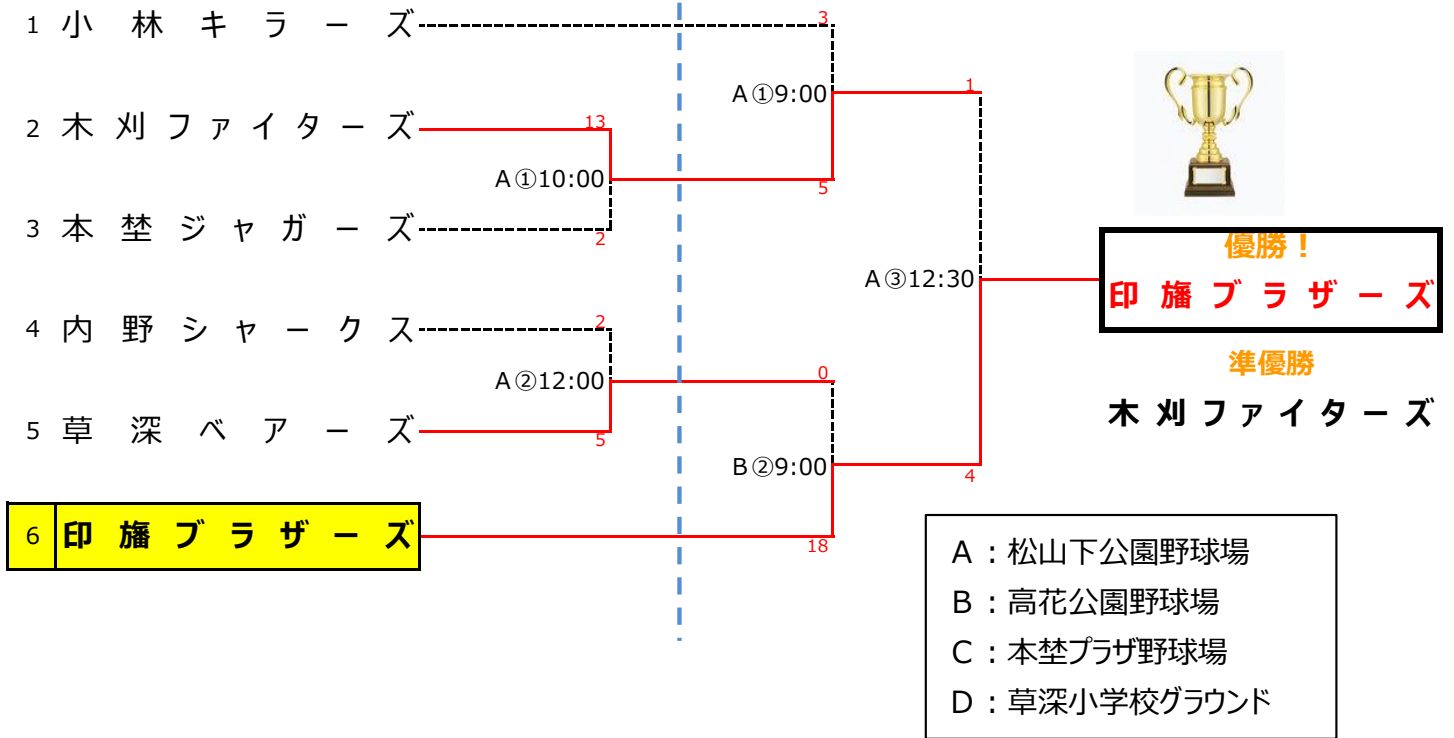 1 小林キラーズ
3
A①9:00
1
2 木刈ファイターズ
13
A①10:00
5
3 本埜ジャガーズ
2
優勝!
印旛ブラザーズ
A③12:30
4 内野シャークス
2
準優勝
木刈ファイターズ
A②12:00
0
5 草深ベアーズ
5
B②9:00
4
6 印旛ブラザーズ
18
A:松山下公園野球場
B:高花公園野球場
C:本埜プラザ野球場
D:草深小学校グラウンド